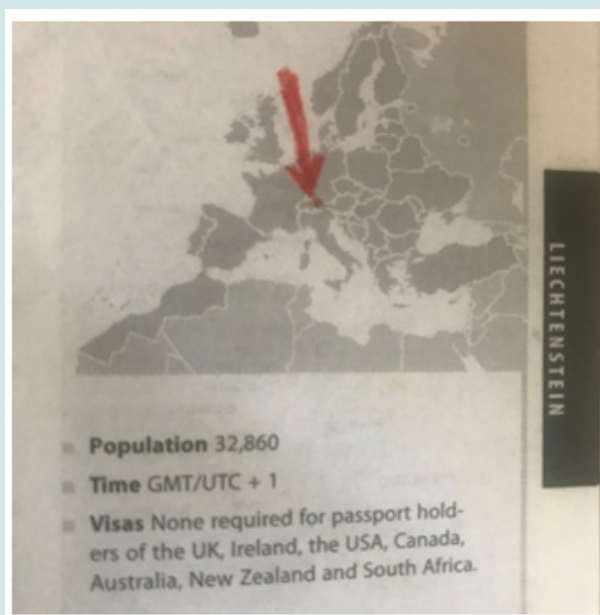 LIECHTENSTEIN
Population 32,860
Time GMT/UTC + 1
Visas None required for passport hold-
ers of the UK, Ireland, the USA, Canada,
Australia, New Zealand and South Africa.